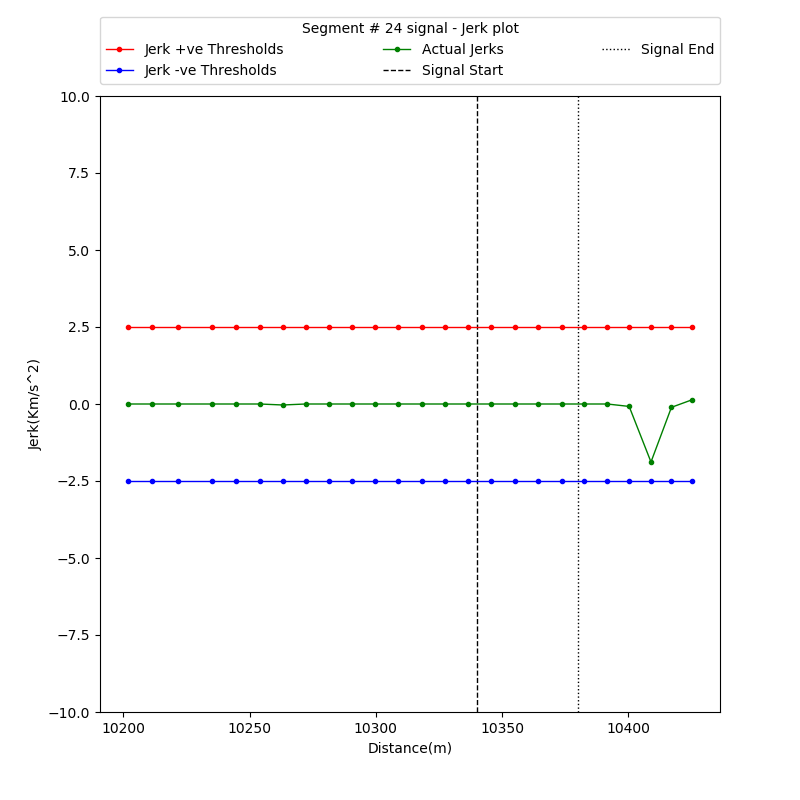 Segment # 24 signal - Jerk plot
Jerk +ve Thresholds
Jerk -ve Thresholds
Actual Jerks
Signal Start
Signal End
10.0
7.5
5.0
2.5
0.0
−2.5
−5.0
−7.5
−10.0
Jerk(Km/s^2)
10200
10250
10300
10350
10400
Distance(m)